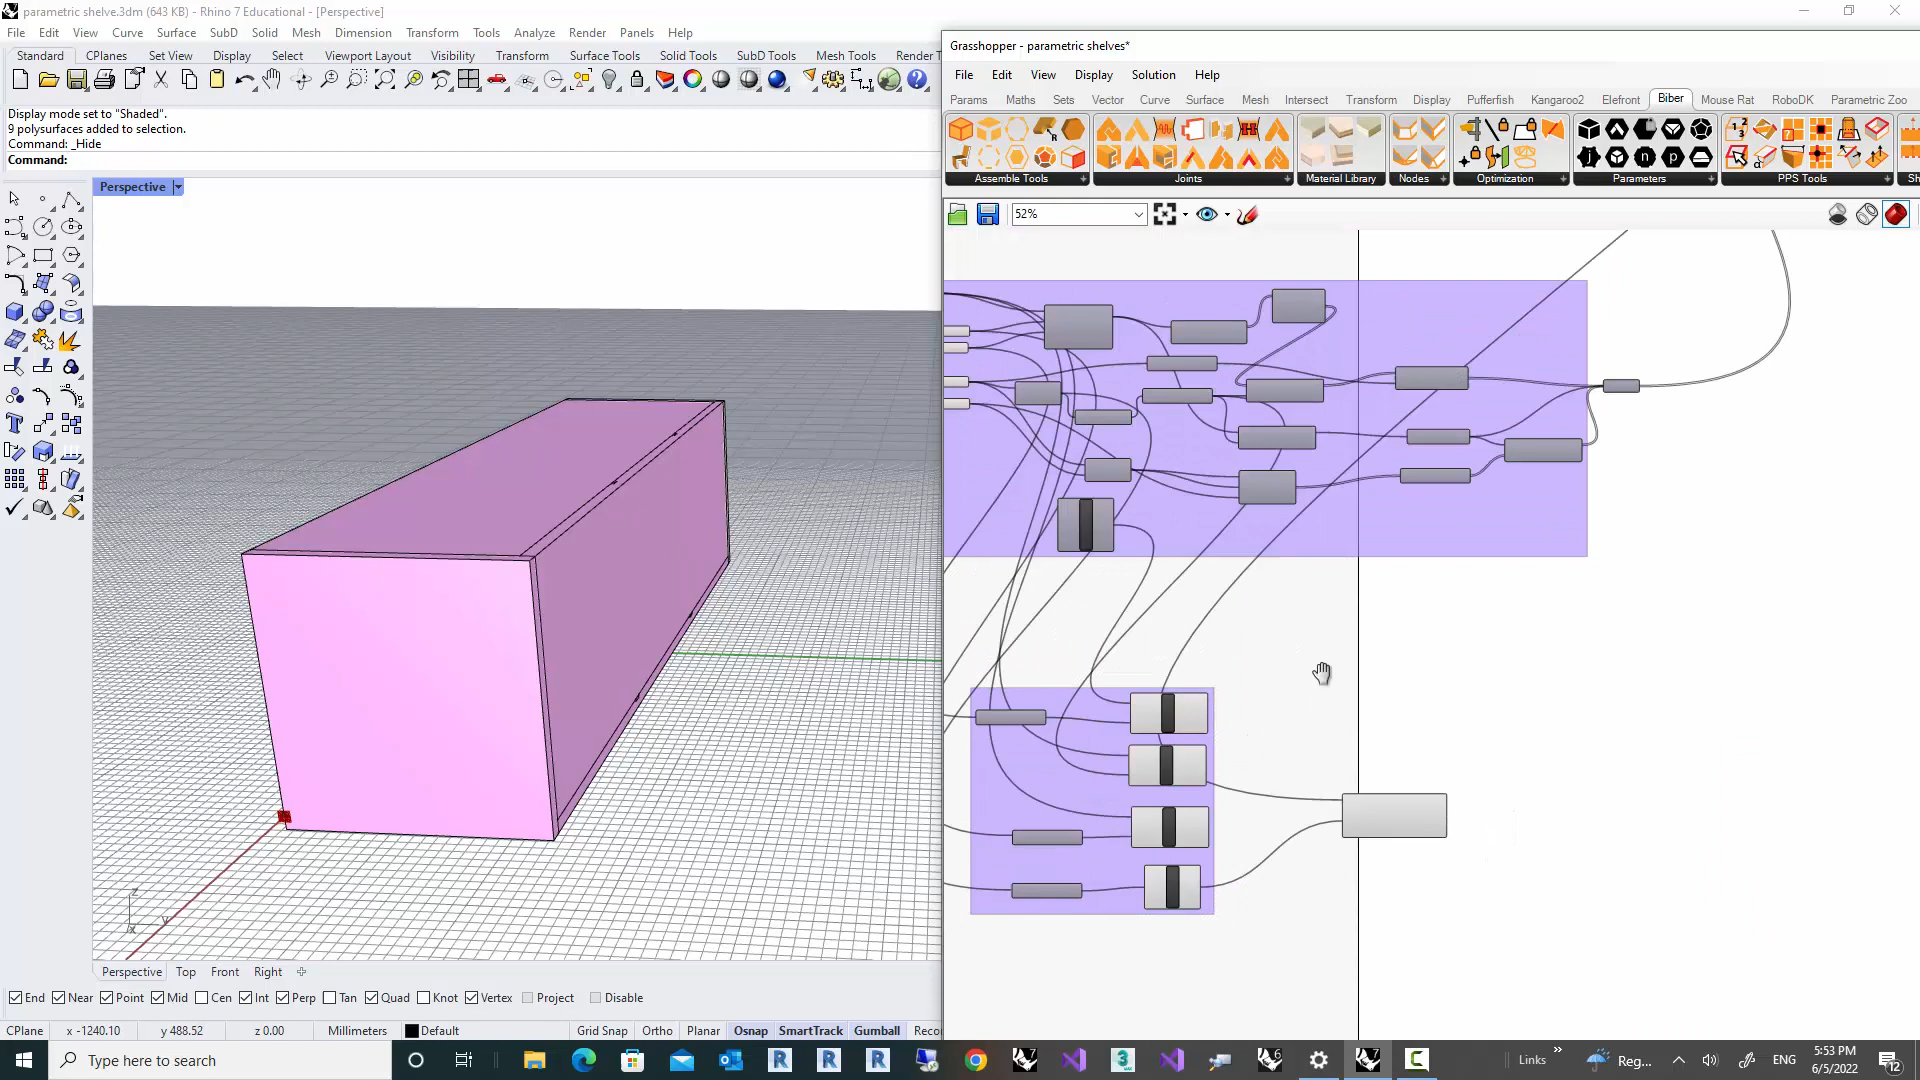 parametric shelve.3dm (643 KB) - Rhino 7 Educational - [Perspective]
File Edit View Curve Surface SubD Solid Mesh Dimension Transform Tools Analyze Render Panels Help
Standard CPlanes Set View Display Select Viewport Layout Visibility Transform Surface Tools Solid Tools SubD Tools Mesh Tools Render T
Display mode set to "Shaded".
9 polysurfaces added to selection.
Command: _Hide
Command:
Perspective
z
y
x
Perspective Top Front Right
End Near Point Mid Cen Int Perp Tan Quad Knot Vertex Project Disable
CPlane x -1240.10 y 488.52 z 0.00 Millimeters Default Grid Snap Ortho Planar Osnap SmartTrack Gumball Reco
Grasshopper - parametric shelves*
File Edit View Display Solution Help
Params Maths Sets Vector Curve Surface Mesh Intersect Transform Display Pufferfish Kangaroo2 Elefront Biber Mouse Rat RoboDK Parametric Zoo
Assemble Tools Joints Material Library Nodes Optimization Parameters PPS Tools Sh
52%
Type here to search
Links
Reg...
ENG
5:53 PM
6/5/2022
12